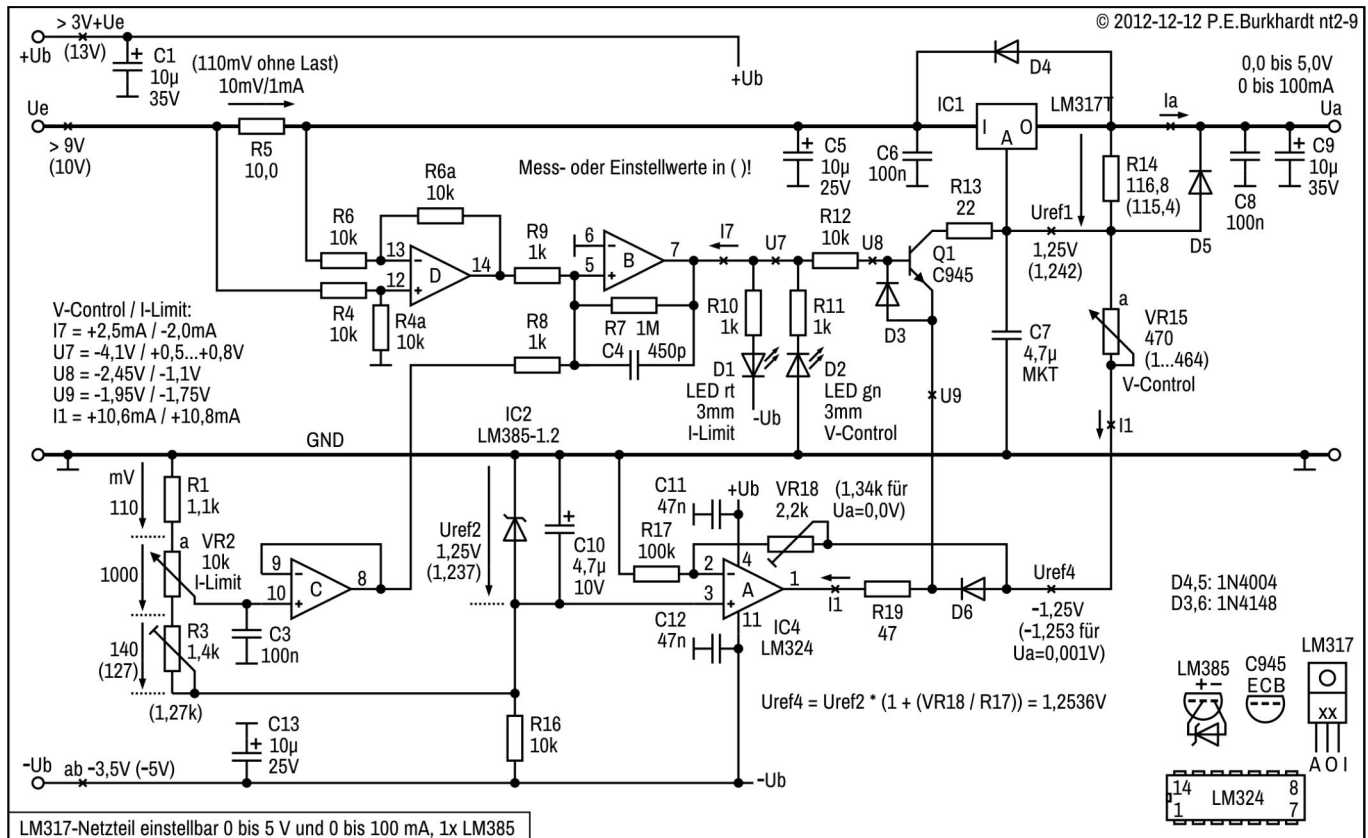 © 2012-12-12 P.E.Burkhardt nt2-9
> 3V+Ue
+Ub
(13V)
C1
10µ
35V
+
(110mV ohne Last)
10mV/1mA
+Ub
D4
0,0 bis 5,0V
0 bis 100mA
Ue
> 9V
(10V)
R5
10,0
IC1
LM317T
I
O
A
Ia
Ua
Mess- oder Einstellwerte in ( )!
+
C5
10µ
25V
C6
100n
R13
22
R14
116,8
(115,4)
D5
C8
100n
+
C9
10µ
35V
R6a
10k
R6
10k
13
12
D
14
R4
10k
R4a
10k
R9
1k
6
5
B
7
R7 1M
C4 450p
R8
1k
I7
U7
R12
10k
U8
Q1
C945
D3
Uref1
1,25V
(1,242)
R10
1k
R11
1k
D1
LED rt
3mm
I-Limit
-Ub
D2
LED gn
3mm
V-Control
U9
C7
4,7µ
MKT
a
VR15
470
(1...464)
V-Control
I1
V-Control / I-Limit:
I7 = +2,5mA / -2,0mA
U7 = -4,1V / +0,5...+0,8V
U8 = -2,45V / -1,1V
U9 = -1,95V / -1,75V
I1 = +10,6mA / +10,8mA
GND
IC2
LM385-1.2
mV
110
1000
140
(127)
R1
1,1k
a
VR2
10k
I-Limit
R3
1,4k
(1,27k)
9
10
C
8
C3
100n
Uref2
1,25V
(1,237)
+
C10
4,7µ
10V
R17
100k
C11
47n
+Ub
VR18
2,2k
(1,34k für
Ua=0,0V)
2
3
4
A
1
11
C12
47n
IC4
LM324
I1
R19
47
D6
Uref4
−1,25V
(−1,253 für
Ua=0,001V)
D4,5: 1N4004
D3,6: 1N4148
Uref4 = Uref2 * (1 + (VR18 / R17)) = 1,2536V
LM385
+ −
C945
ECB
LM317
XX
A O I
-Ub
ab −3,5V (−5V)
+
C13
10µ
25V
R16
10k
-Ub
14
8
LM324
1
7
LM317-Netzteil einstellbar 0 bis 5 V und 0 bis 100 mA, 1x LM385